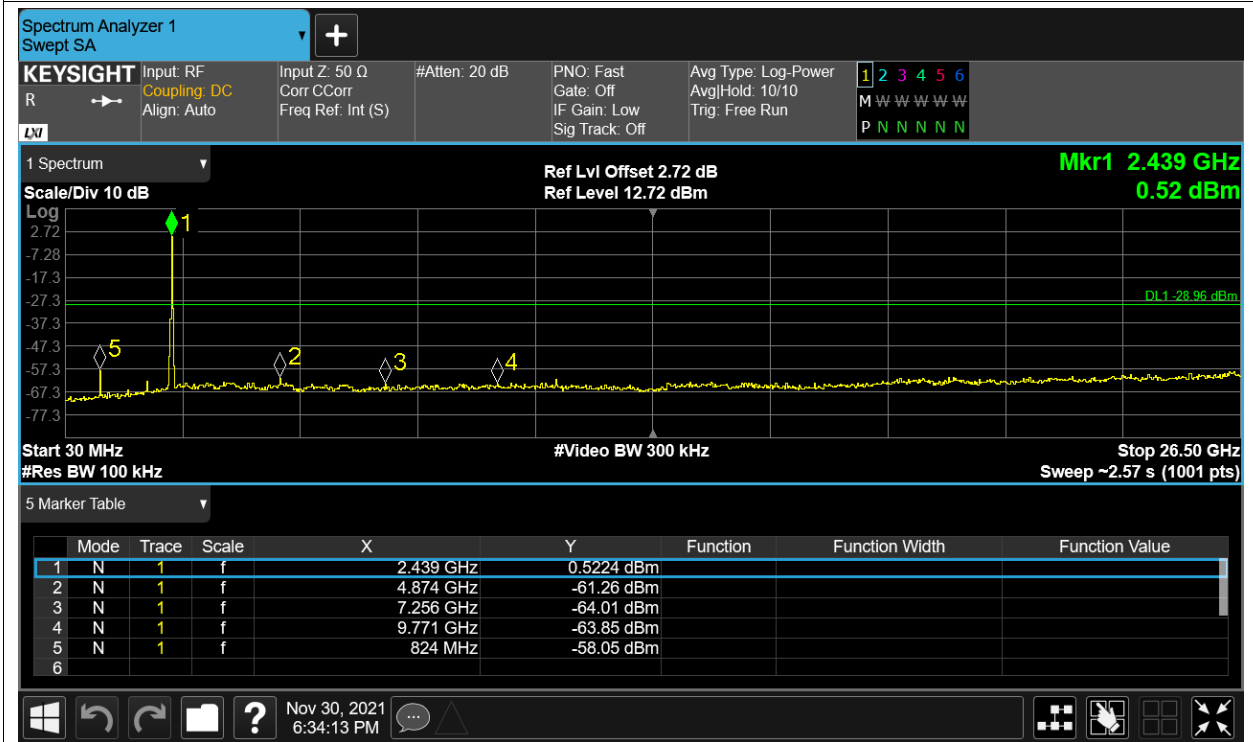 Spectrum Analyzer 1
Swept SA
+
KEYSIGHT Input: RF Input Z: 50 Ω #Atten: 20 dB PNO: Fast Avg Type: Log-Power 1 2 3 4 5 6
R Coupling: DC Corr CCorr Gate: Off Avg|Hold: 10/10 M W W W W W
Align: Auto Freq Ref: Int (S) IF Gain: Low Trig: Free Run
LXI Sig Track: Off P N N N N N
1 Spectrum Ref Lvl Offset 2.72 dB Mkr1 2.439 GHz
Scale/Div 10 dB Ref Level 12.72 dBm 0.52 dBm
Log
1
2.72
-7.28
-17.3
-27.3 DL1 -28.96 dBm
-37.3
-47.3
5 2 3 4
-57.3
-67.3
-77.3
Start 30 MHz #Video BW 300 kHz Stop 26.50 GHz
#Res BW 100 kHz Sweep ~2.57 s (1001 pts)
5 Marker Table
Mode Trace Scale X Y Function Function Width Function Value
1 N 1 f 2.439 GHz 0.5224 dBm
2 N 1 f 4.874 GHz -61.26 dBm
3 N 1 f 7.256 GHz -64.01 dBm
4 N 1 f 9.771 GHz -63.85 dBm
5 N 1 f 824 MHz -58.05 dBm
6
? Nov 30, 2021
6:34:13 PM